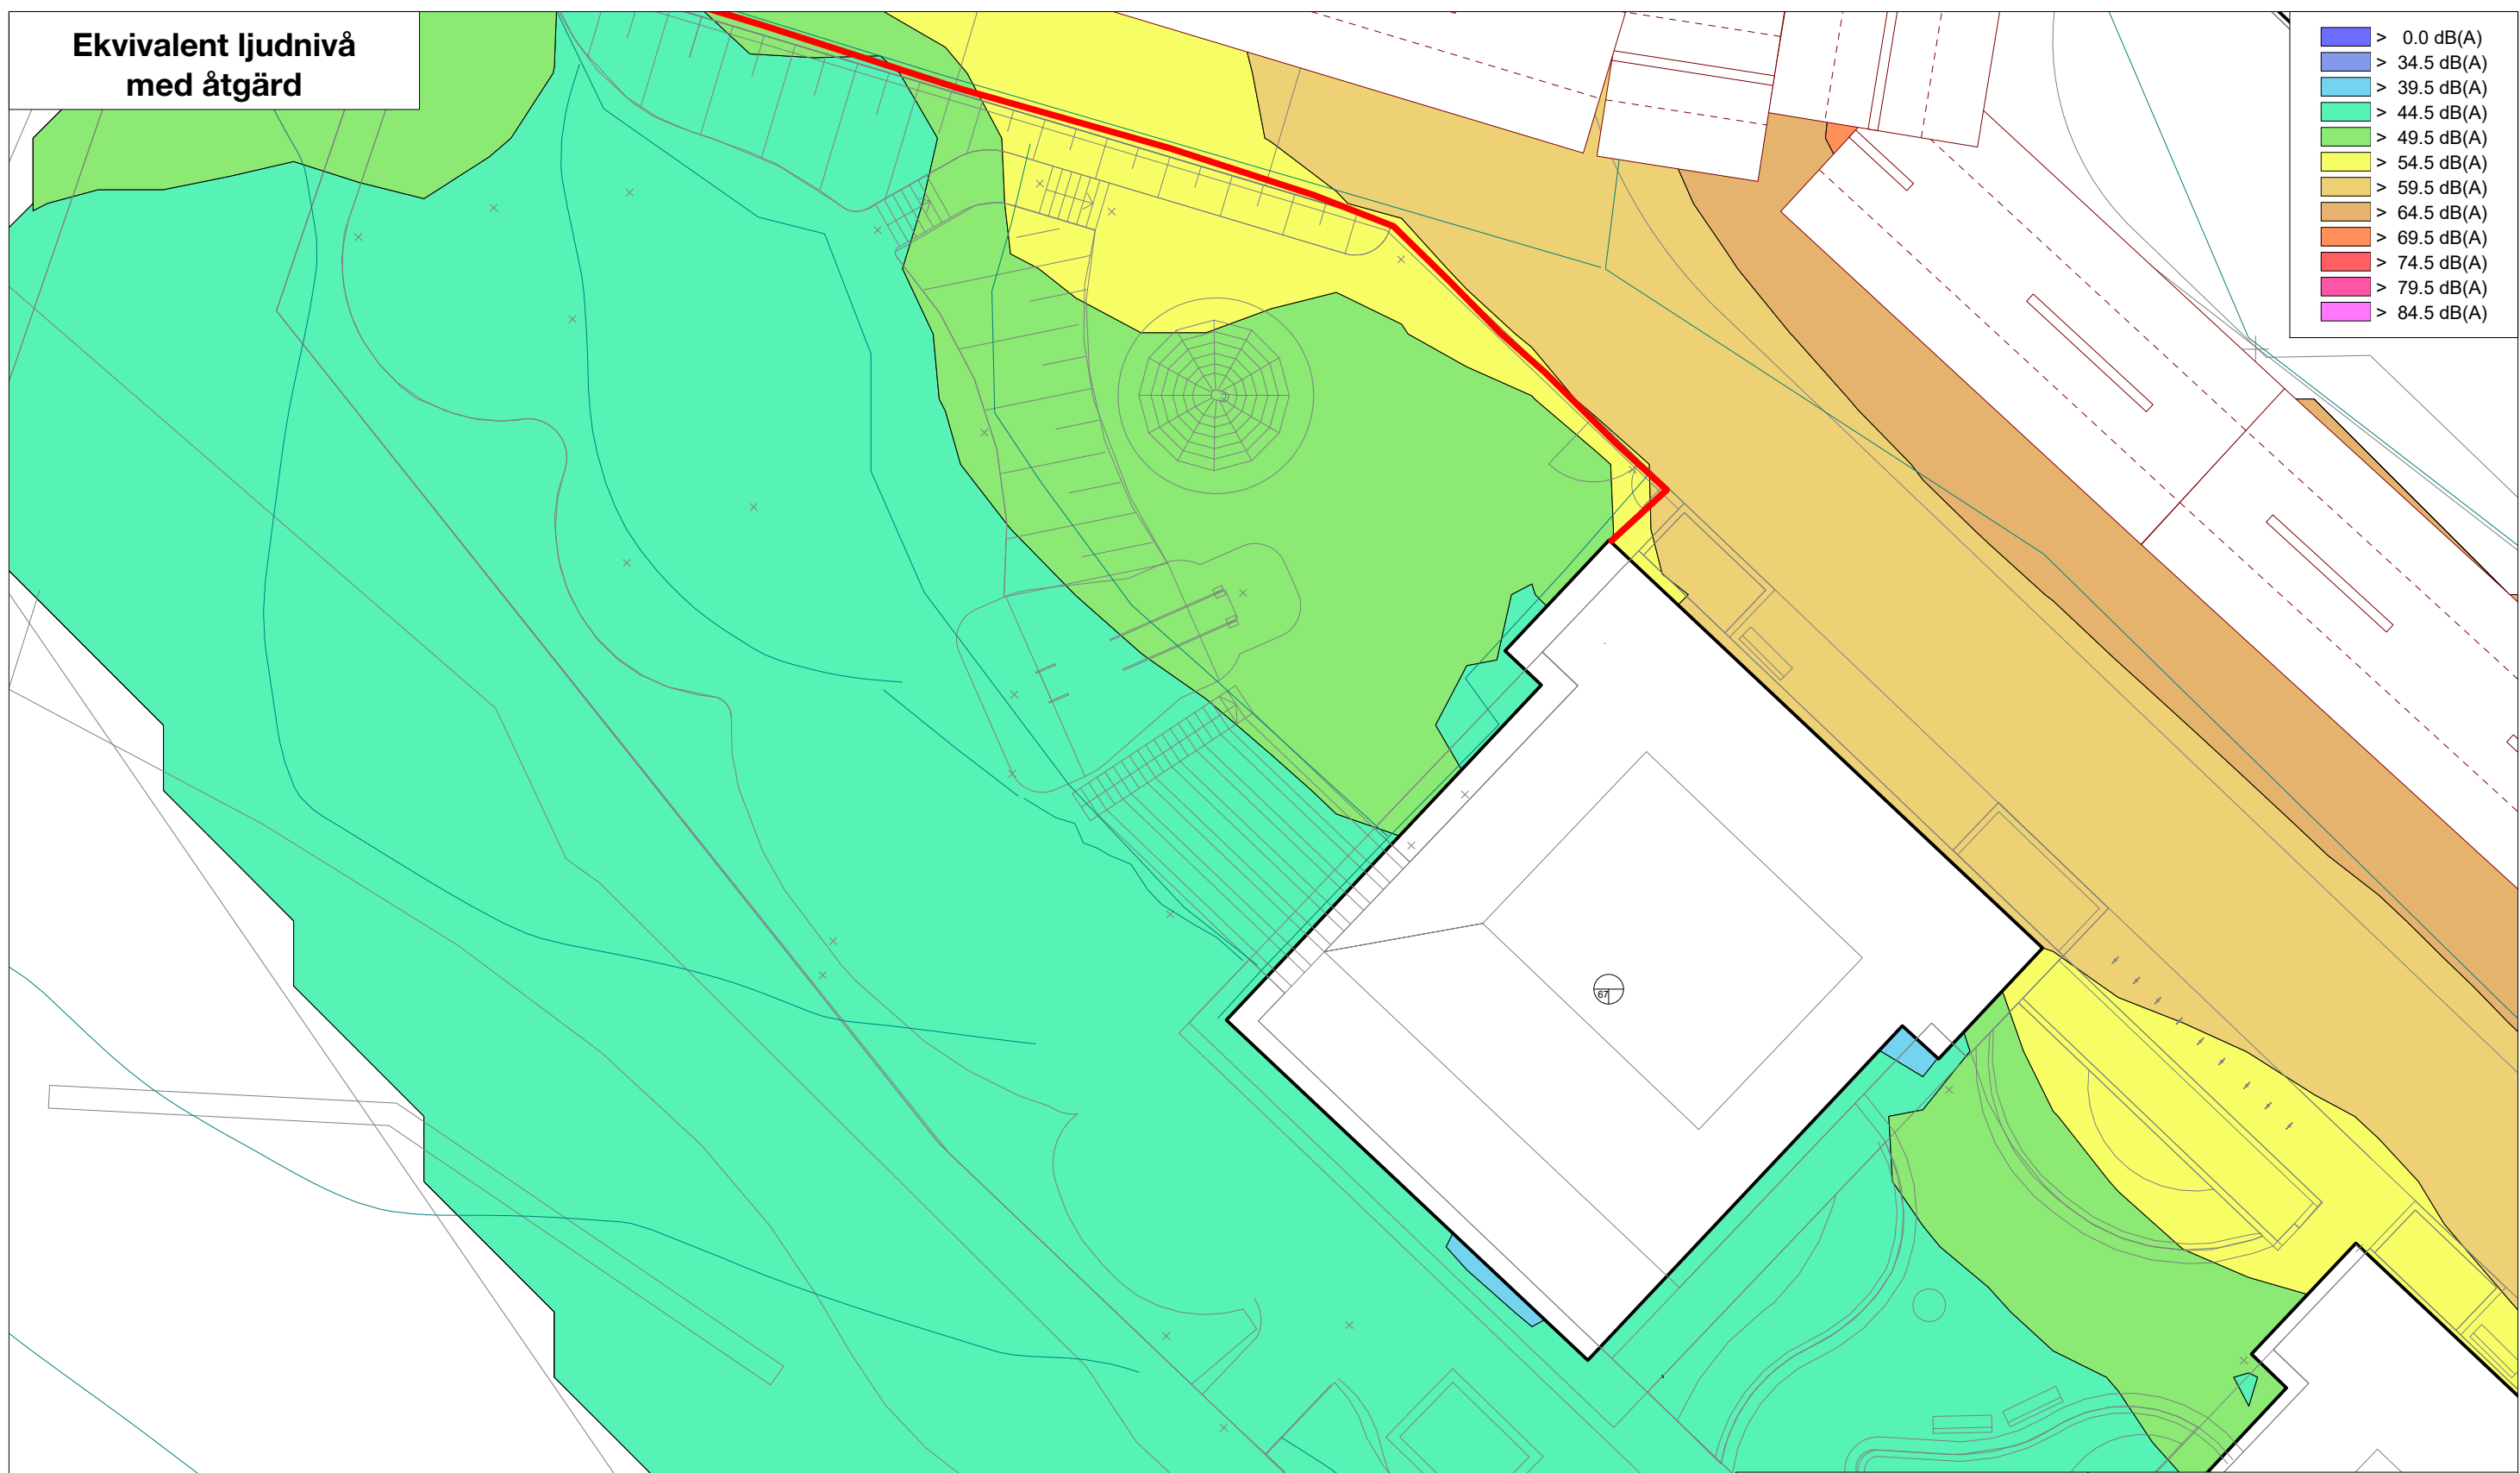 Ekvivalent ljudnivå
med åtgärd
> 0.0 dB(A)
> 34.5 dB(A)
> 39.5 dB(A)
> 44.5 dB(A)
> 49.5 dB(A)
> 54.5 dB(A)
> 59.5 dB(A)
> 64.5 dB(A)
> 69.5 dB(A)
> 74.5 dB(A)
> 79.5 dB(A)
> 84.5 dB(A)
67